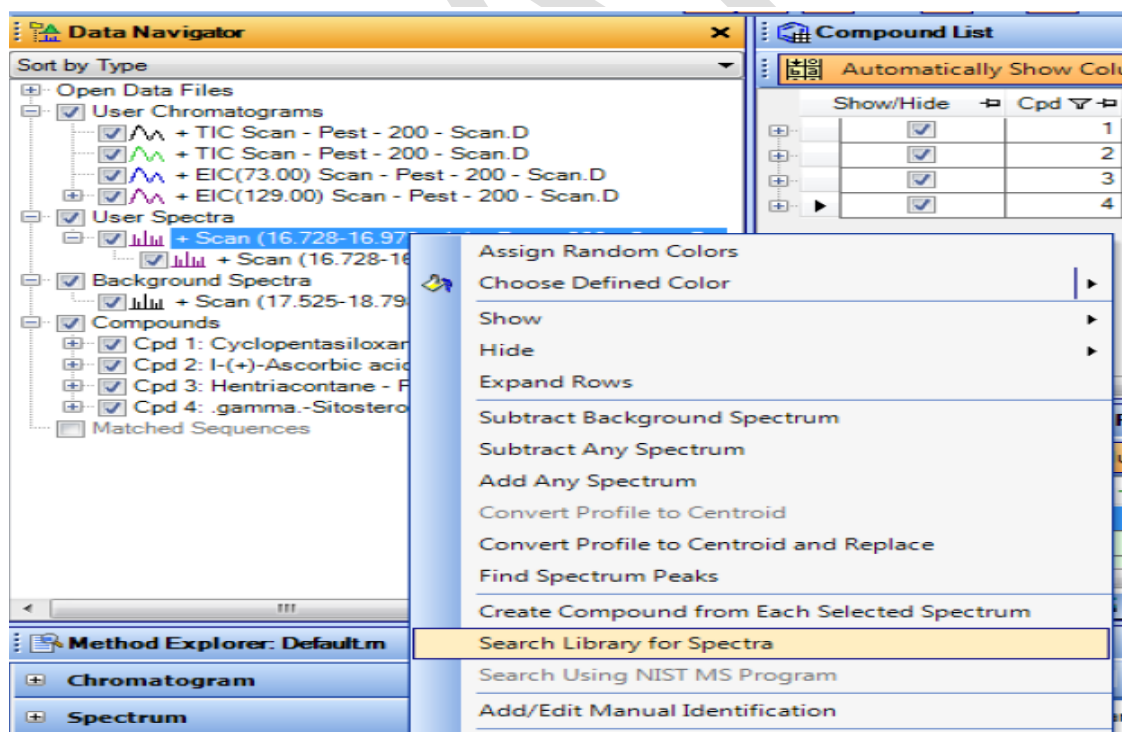 Data Navigator
Sort by Type
Open Data Files
User Chromatograms
+ TIC Scan - Pest - 200 - Scan.D
+ TIC Scan - Pest - 200 - Scan.D
+ EIC(73.00) Scan - Pest - 200 - Scan.D
+ EIC(129.00) Scan - Pest - 200 - Scan.D
User Spectra
+ Scan (16.728-16.97
+ Scan (16.728-16
Background Spectra
+ Scan (17.525-18.79
Compounds
Cpd 1: Cyclopentasiloxan
Cpd 2: l-(+)-Ascorbic acid
Cpd 3: Hentriacontane - F
Cpd 4: .gamma.-Sitostero
Matched Sequences
Method Explorer: Default.m
Chromatogram
Spectrum
Assign Random Colors
Choose Defined Color
Show
Hide
Expand Rows
Subtract Background Spectrum
Subtract Any Spectrum
Add Any Spectrum
Convert Profile to Centroid
Convert Profile to Centroid and Replace
Find Spectrum Peaks
Create Compound from Each Selected Spectrum
Search Library for Spectra
Search Using NIST MS Program
Add/Edit Manual Identification
Compound List
Automatically Show Colu
Show/Hide Cpd
1
2
3
4